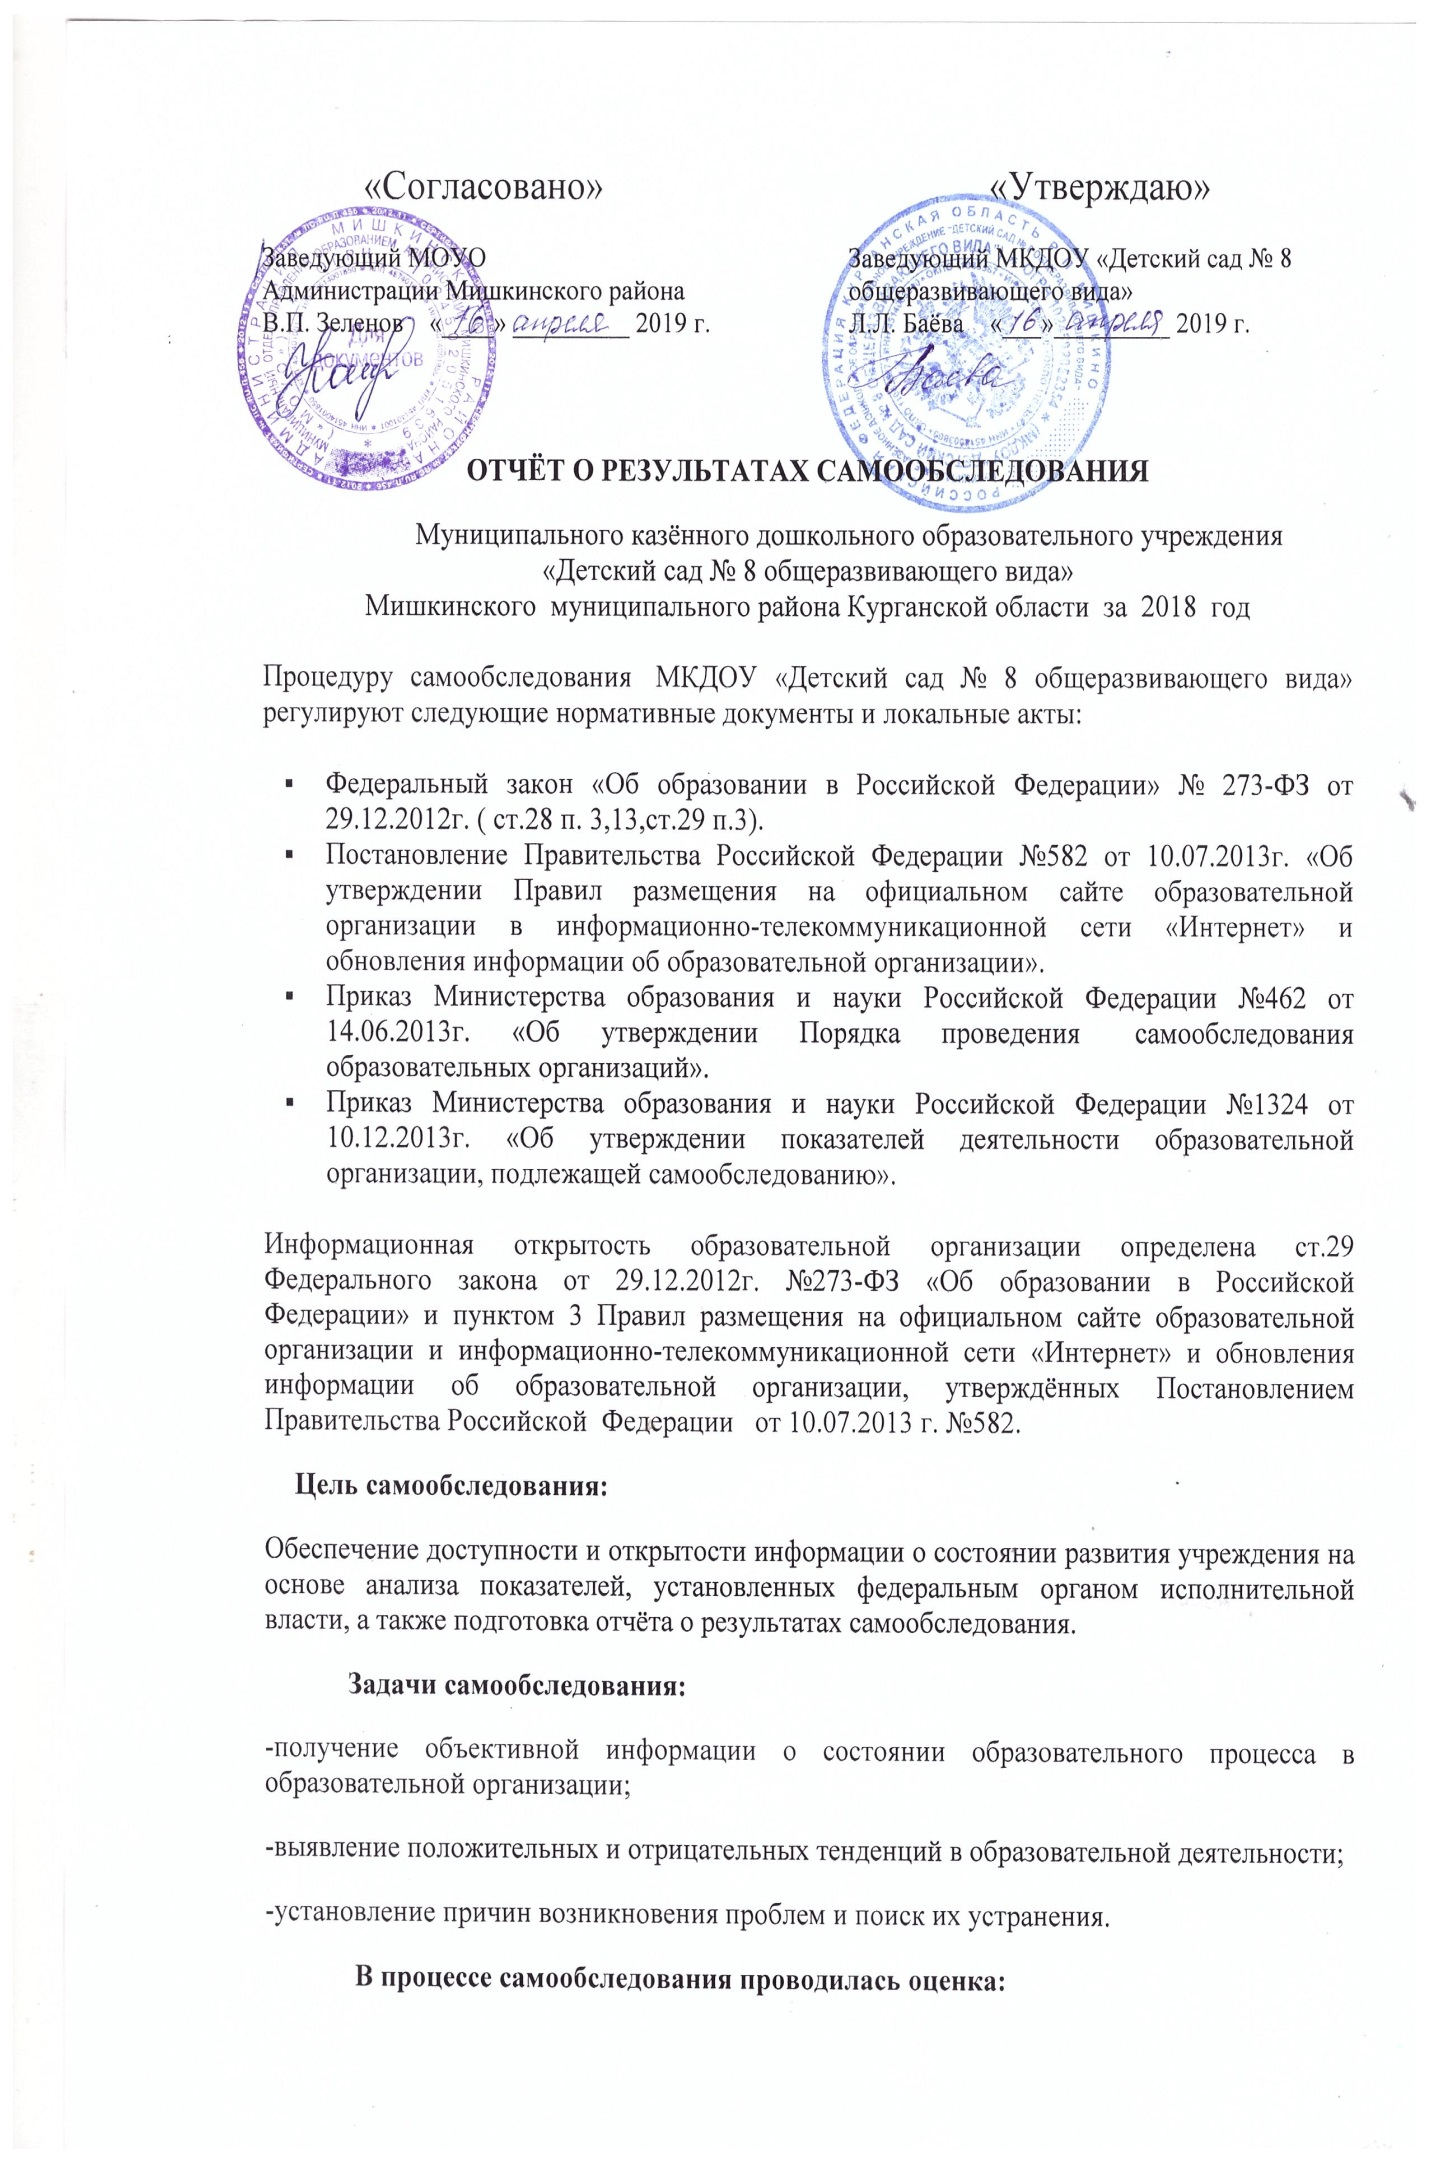 «Согласовано» «Утверждаю»
Заведующий МОУО Заведующий МКДОУ «Детский сад № 8
Администрации Мишкинского района общеразвивающего вида»
В.П. Зеленов «16» апреля 2019 г. Л.Л. Баёва «16» апреля 2019 г.
Для
документов
ОТЧЁТ О РЕЗУЛЬТАТАХ САМООБСЛЕДОВАНИЯ
Муниципального казённого дошкольного образовательного учреждения
«Детский сад № 8 общеразвивающего вида»
Мишкинского муниципального района Курганской области за 2018 год
Процедуру самообследования МКДОУ «Детский сад № 8 общеразвивающего вида»
регулируют следующие нормативные документы и локальные акты:
▪ Федеральный закон «Об образовании в Российской Федерации» № 273-ФЗ от
29.12.2012г. ( ст.28 п. 3,13,ст.29 п.3).
▪ Постановление Правительства Российской Федерации №582 от 10.07.2013г. «Об
утверждении Правил размещения на официальном сайте образовательной
организации в информационно-телекоммуникационной сети «Интернет» и
обновления информации об образовательной организации».
▪ Приказ Министерства образования и науки Российской Федерации №462 от
14.06.2013г. «Об утверждении Порядка проведения самообследования
образовательных организаций».
▪ Приказ Министерства образования и науки Российской Федерации №1324 от
10.12.2013г. «Об утверждении показателей деятельности образовательной
организации, подлежащей самообследованию».
Информационная открытость образовательной организации определена ст.29
Федерального закона от 29.12.2012г. №273-ФЗ «Об образовании в Российской
Федерации» и пунктом 3 Правил размещения на официальном сайте образовательной
организации и информационно-телекоммуникационной сети «Интернет» и обновления
информации об образовательной организации, утверждённых Постановлением
Правительства Российской Федерации от 10.07.2013 г. №582.
Цель самообследования:
Обеспечение доступности и открытости информации о состоянии развития учреждения на
основе анализа показателей, установленных федеральным органом исполнительной
власти, а также подготовка отчёта о результатах самообследования.
Задачи самообследования:
-получение объективной информации о состоянии образовательного процесса в
образовательной организации;
-выявление положительных и отрицательных тенденций в образовательной деятельности;
-установление причин возникновения проблем и поиск их устранения.
В процессе самообследования проводилась оценка: